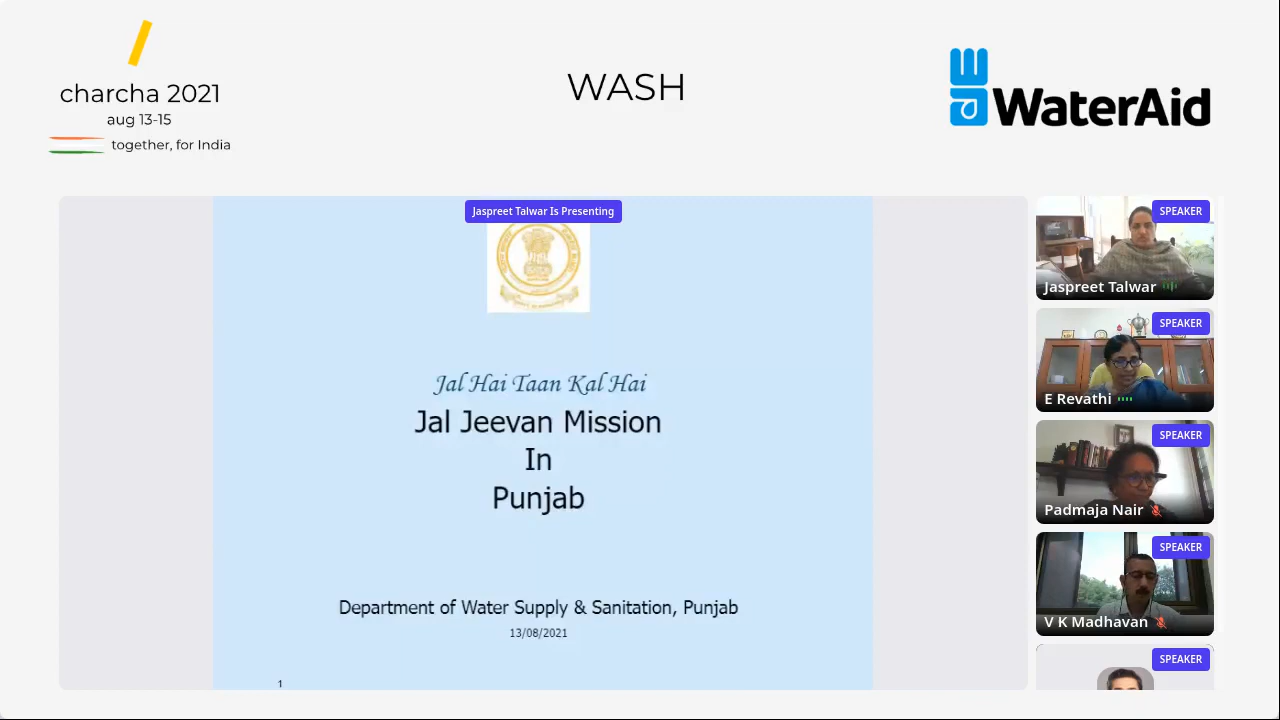 charcha 2021
aug 13-15
together, for India
WASH
WaterAid
Jaspreet Talwar Is Presenting
Jal Hai Taan Kal Hai
Jal Jeevan Mission
In
Punjab
Department of Water Supply & Sanitation, Punjab
13/08/2021
1
SPEAKER
Jaspreet Talwar
SPEAKER
E Revathi
SPEAKER
Padmaja Nair
SPEAKER
V K Madhavan
SPEAKER